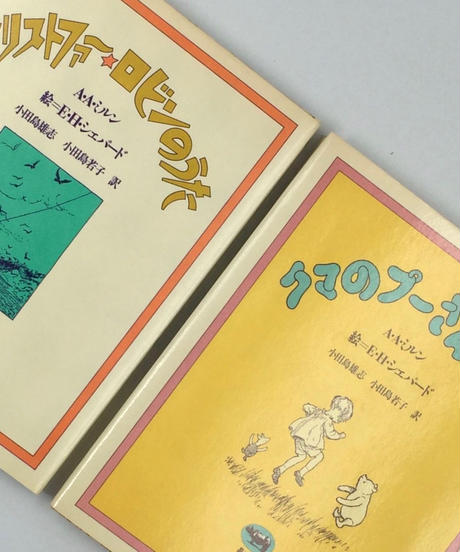 リストファー★ロビンのうた
A・A・ミルン
絵=E・H・シェパード
小田島雄志 小田島若子 訳
クマのプーさん
A・A・ミルン
絵=E・H・シェパード
小田島雄志 小田島若子 訳